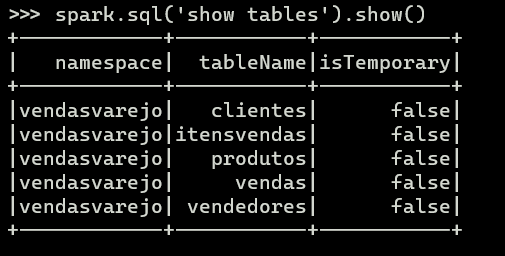 >>> spark.sql('show tables').show()
+-----------+----------+-----------+
|  namespace| tableName|isTemporary|
+-----------+----------+-----------+
|vendasvarejo|  clientes|      false|
|vendasvarejo|itensvendas|      false|
|vendasvarejo|  produtos|      false|
|vendasvarejo|    vendas|      false|
|vendasvarejo| vendedores|      false|
+-----------+----------+-----------+